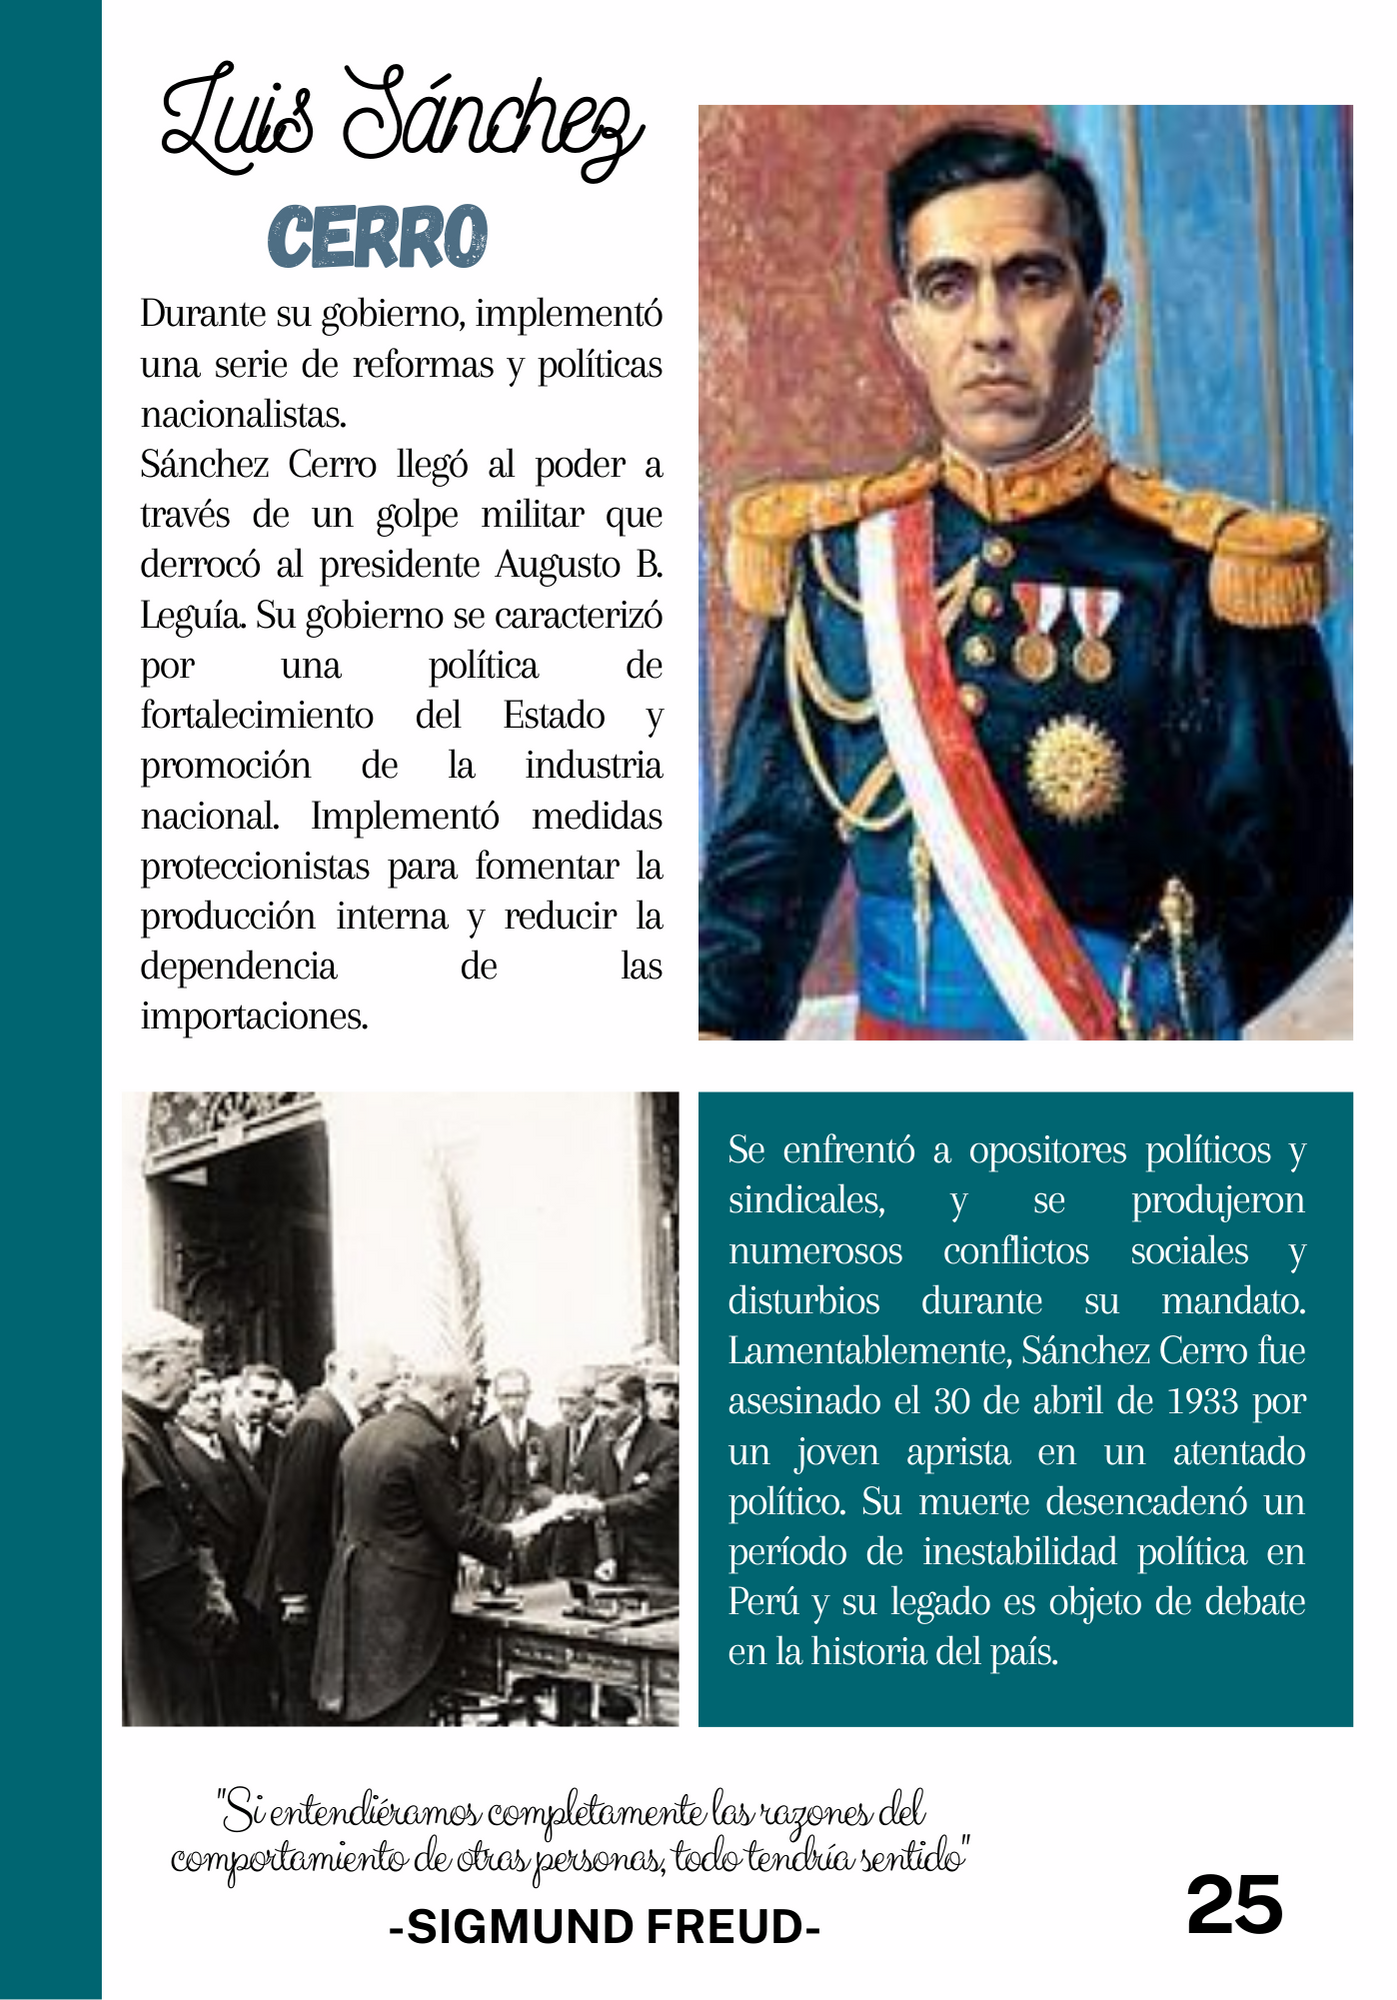 Luis Sánchez
CERRO
Durante su gobierno, implementó
una serie de reformas y políticas
nacionalistas.
Sánchez Cerro llegó al poder a
través de un golpe militar que
derrocó al presidente Augusto B.
Leguía. Su gobierno se caracterizó
por una política de
fortalecimiento del Estado y
promoción de la industria
nacional. Implementó medidas
proteccionistas para fomentar la
producción interna y reducir la
dependencia de las
importaciones.
Se enfrentó a opositores políticos y
sindicales, y se produjeron
numerosos conflictos sociales y
disturbios durante su mandato.
Lamentablemente, Sánchez Cerro fue
asesinado el 30 de abril de 1933 por
un joven aprista en un atentado
político. Su muerte desencadenó un
período de inestabilidad política en
Perú y su legado es objeto de debate
en la historia del país.
"Si entendiéramos completamente las razones del
comportamiento de otras personas, todo tendría sentido"
-SIGMUND FREUD-
25